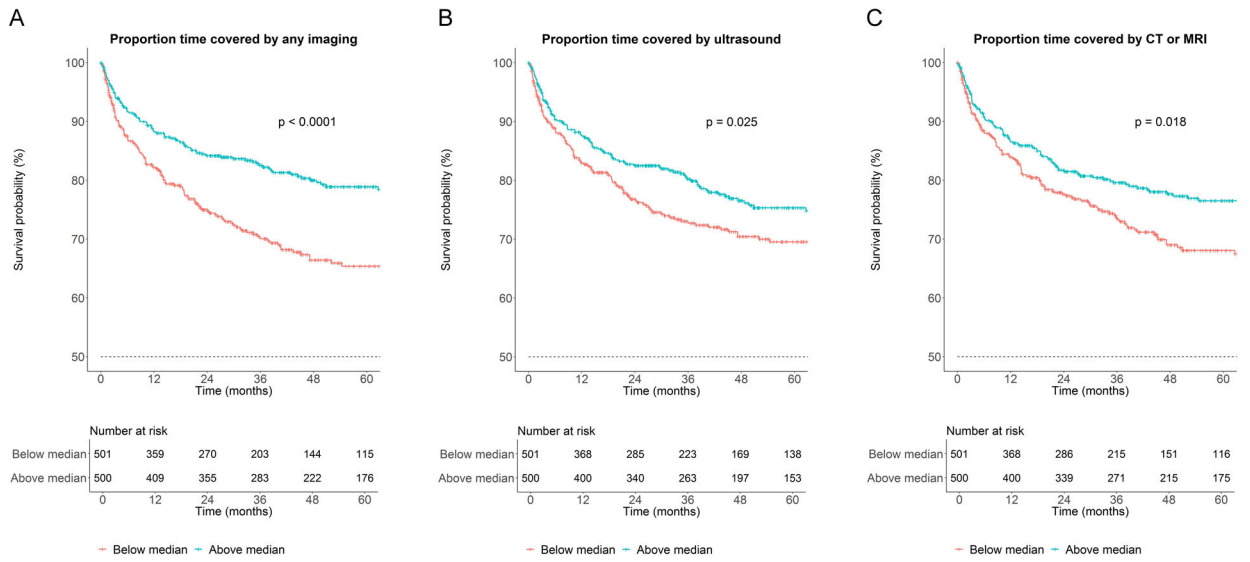 A
Proportion time covered by any imaging
Survival probability (%)
100
90
80
70
60
50
p < 0.0001
0 12 24 36 48 60
Time (months)
Number at risk
Below median 501 359 270 203 144 115
Above median 500 409 355 283 222 176
0 12 24 36 48 60
Time (months)
Below median Above median
B
Proportion time covered by ultrasound
Survival probability (%)
100
90
80
70
60
50
p = 0.025
0 12 24 36 48 60
Time (months)
Number at risk
Below median 501 368 285 223 169 138
Above median 500 400 340 263 197 153
0 12 24 36 48 60
Time (months)
Below median Above median
C
Proportion time covered by CT or MRI
Survival probability (%)
100
90
80
70
60
50
p = 0.018
0 12 24 36 48 60
Time (months)
Number at risk
Below median 501 368 286 215 151 116
Above median 500 400 339 271 215 175
0 12 24 36 48 60
Time (months)
Below median Above median